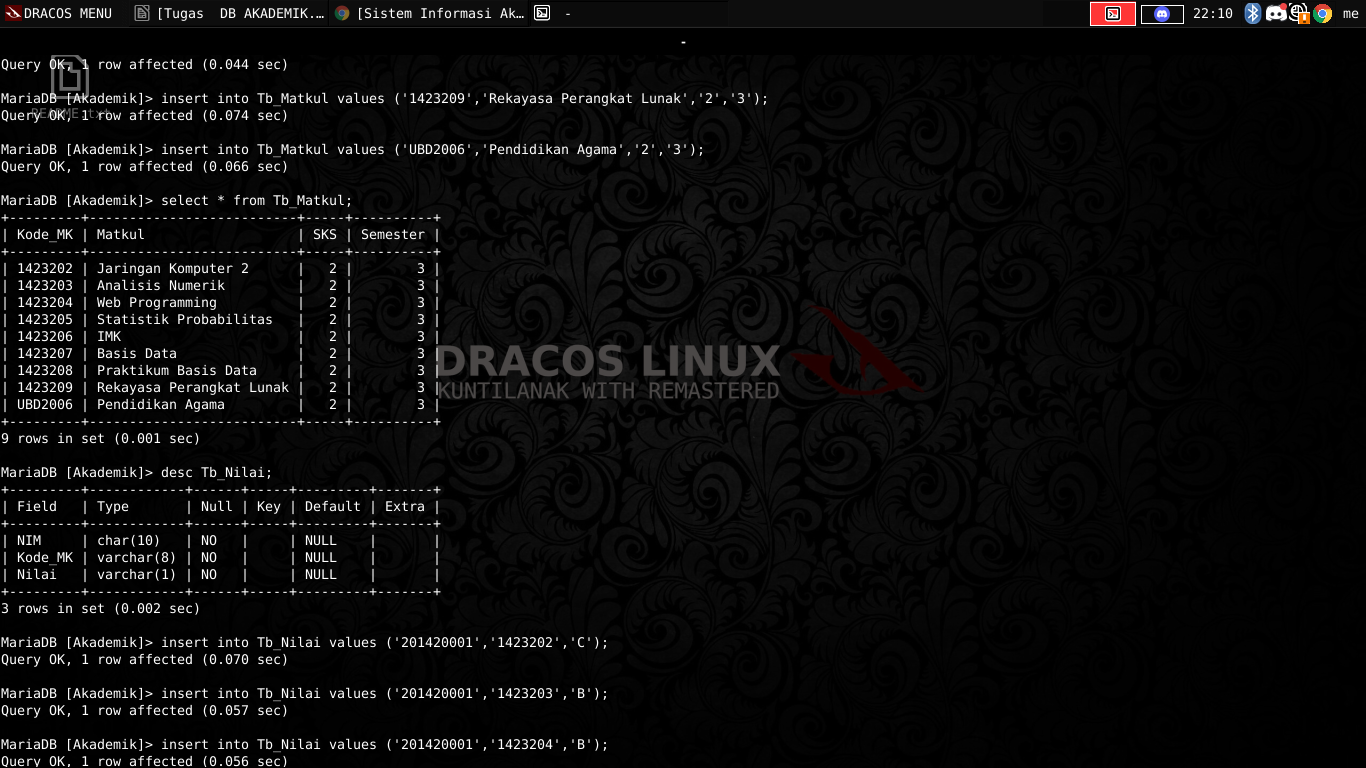 DRACOS MENU [Tugas  DB AKADEMIK.... [Sistem Informasi Ak... - 22:10 me
-
Query OK, 1 row affected (0.044 sec)
README.txt
MariaDB [Akademik]> insert into Tb_Matkul values ('1423209','Rekayasa Perangkat Lunak','2','3');
Query OK, 1 row affected (0.074 sec)
MariaDB [Akademik]> insert into Tb_Matkul values ('UBD2006','Pendidikan Agama','2','3');
Query OK, 1 row affected (0.066 sec)
MariaDB [Akademik]> select * from Tb_Matkul;
+---------+--------------------------+-----+----------+
| Kode_MK | Matkul                   | SKS | Semester |
+---------+--------------------------+-----+----------+
| 1423202 | Jaringan Komputer 2      |   2 |        3 |
| 1423203 | Analisis Numerik         |   2 |        3 |
| 1423204 | Web Programming          |   2 |        3 |
| 1423205 | Statistik Probabilitas   |   2 |        3 |
| 1423206 | IMK                      |   2 |        3 |
| 1423207 | Basis Data               |   2 |        3 |
| 1423208 | Praktikum Basis Data     |   2 |        3 |
| 1423209 | Rekayasa Perangkat Lunak |   2 |        3 |
| UBD2006 | Pendidikan Agama         |   2 |        3 |
+---------+--------------------------+-----+----------+
9 rows in set (0.001 sec)
DRACOS LINUX
KUNTILANAK WITH REMASTERED
MariaDB [Akademik]> desc Tb_Nilai;
+---------+------------+------+-----+---------+-------+
| Field   | Type       | Null | Key | Default | Extra |
+---------+------------+------+-----+---------+-------+
| NIM     | char(10)   | NO   |     | NULL    |       |
| Kode_MK | varchar(8) | NO   |     | NULL    |       |
| Nilai   | varchar(1) | NO   |     | NULL    |       |
+---------+------------+------+-----+---------+-------+
3 rows in set (0.002 sec)
MariaDB [Akademik]> insert into Tb_Nilai values ('201420001','1423202','C');
Query OK, 1 row affected (0.070 sec)
MariaDB [Akademik]> insert into Tb_Nilai values ('201420001','1423203','B');
Query OK, 1 row affected (0.057 sec)
MariaDB [Akademik]> insert into Tb_Nilai values ('201420001','1423204','B');
Query OK, 1 row affected (0.056 sec)